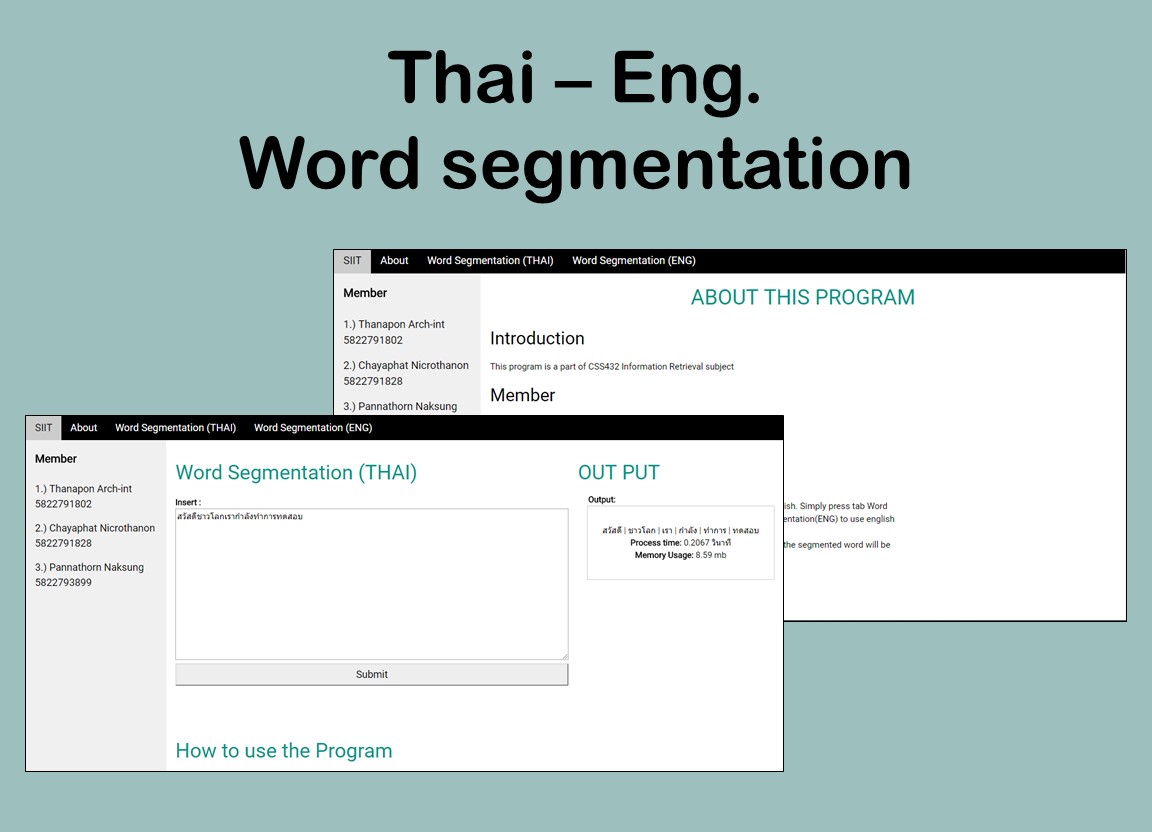 Thai – Eng.
Word segmentation
SIIT About Word Segmentation (THAI) Word Segmentation (ENG)
Member
1.) Thanapon Arch-int
5822791802
2.) Chayaphat Nicrothanon
5822791828
3.) Pannathorn Naksung
ABOUT THIS PROGRAM
Introduction
This program is a part of CSS432 Information Retrieval subject
Member
ish. Simply press tab Word
entation(ENG) to use english
the segmented word will be
SIIT About Word Segmentation (THAI) Word Segmentation (ENG)
Member
1.) Thanapon Arch-int
5822791802
2.) Chayaphat Nicrothanon
5822791828
3.) Pannathorn Naksung
5822793899
Word Segmentation (THAI)
Insert :
สวัสดีชาวโลกเรากำลังทำการทดสอบ
Submit
How to use the Program
OUT PUT
Output:
สวัสดี | ชาวโลก | เรา | กำลัง | ทำการ | ทดสอบ
Process time: 0.2067 วินาที
Memory Usage: 8.59 mb